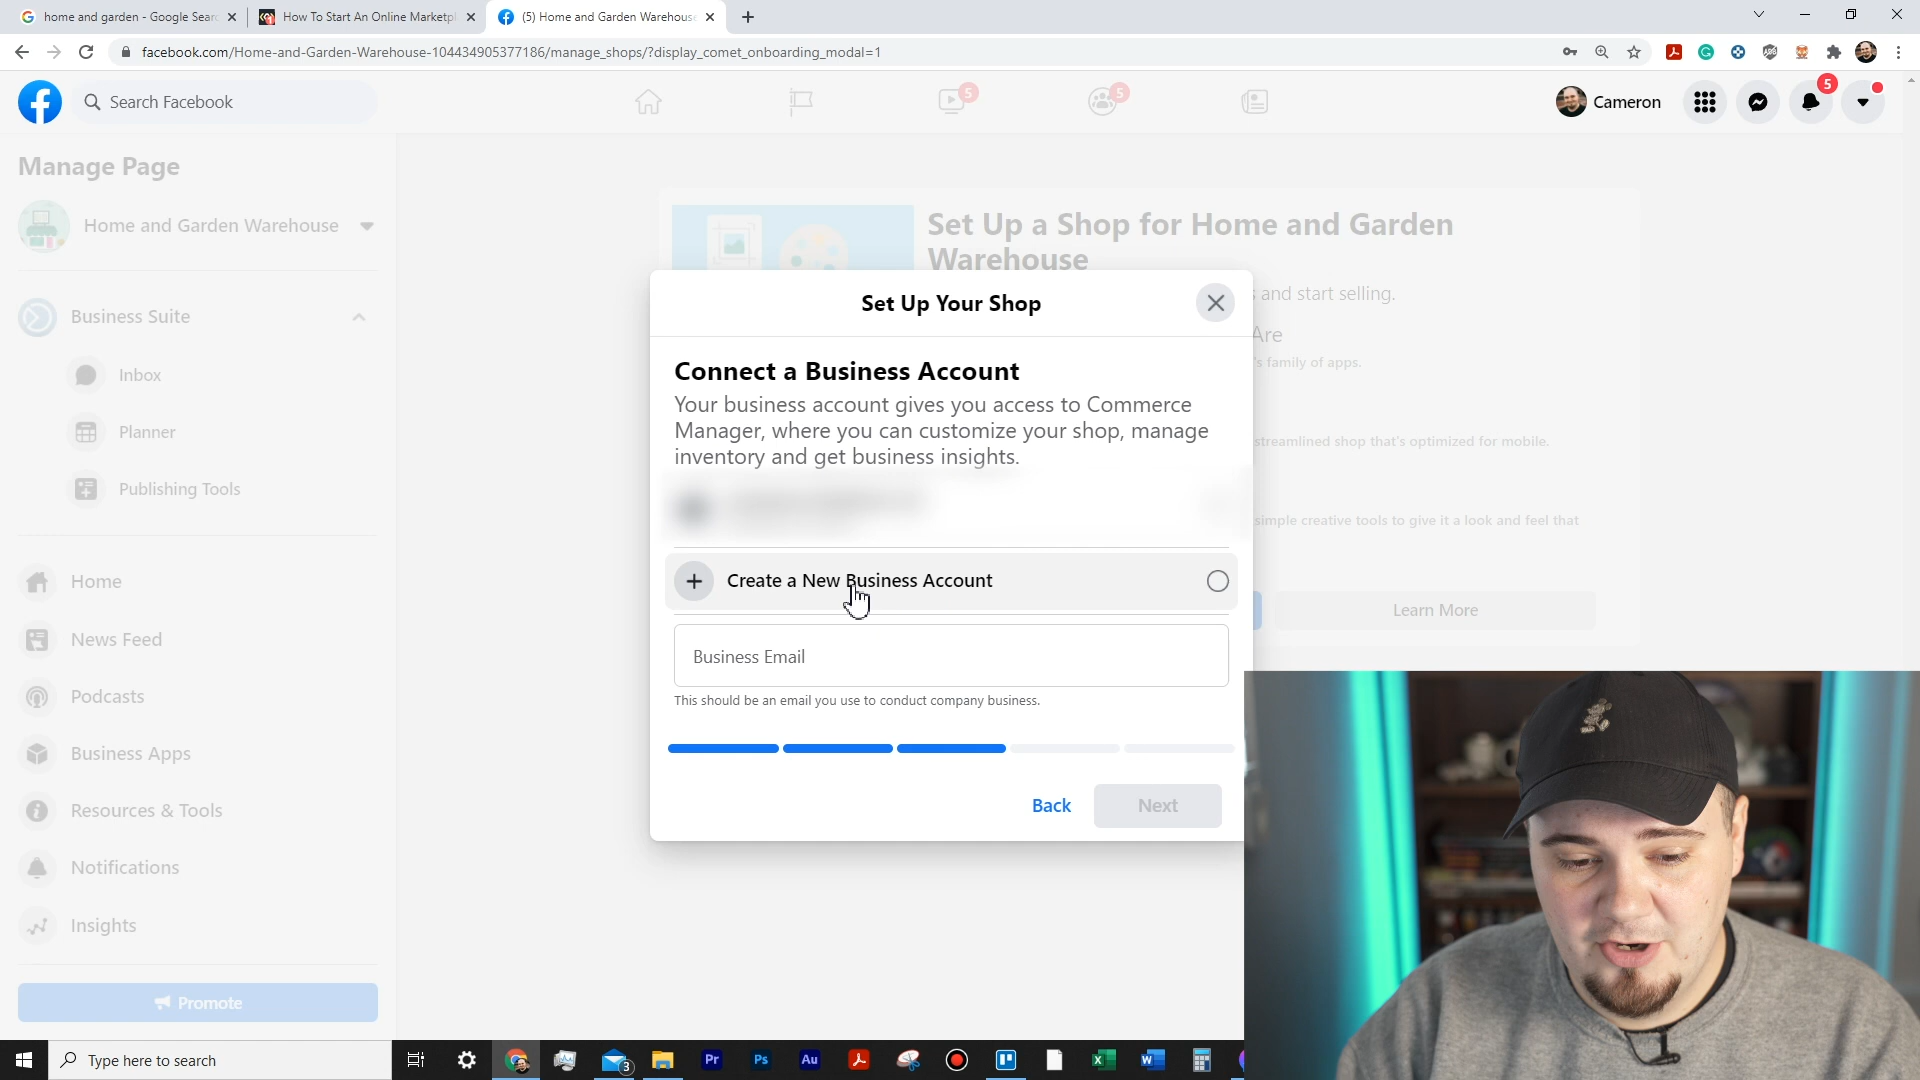 home and garden - Google Sear
How To Start An Online Marketpl
(5) Home and Garden Warehouse
facebook.com/Home-and-Garden-Warehouse-104434905377186/manage_shops/?display_comet_onboarding_modal=1
Search Facebook
5
5
Cameron
5
Manage Page
Home and Garden Warehouse
Business Suite
Inbox
Planner
Publishing Tools
Home
News Feed
Podcasts
Business Apps
Resources & Tools
Notifications
Insights
Promote
Set Up a Shop for Home and Garden
Warehouse
and start selling.
Are
's family of apps.
streamlined shop that's optimized for mobile.
simple creative tools to give it a look and feel that
Learn More
Set Up Your Shop
Connect a Business Account
Your business account gives you access to Commerce
Manager, where you can customize your shop, manage
inventory and get business insights.
Create a New Business Account
Business Email
This should be an email you use to conduct company business.
Back
Next
Type here to search
3
Pr
Ps
Au